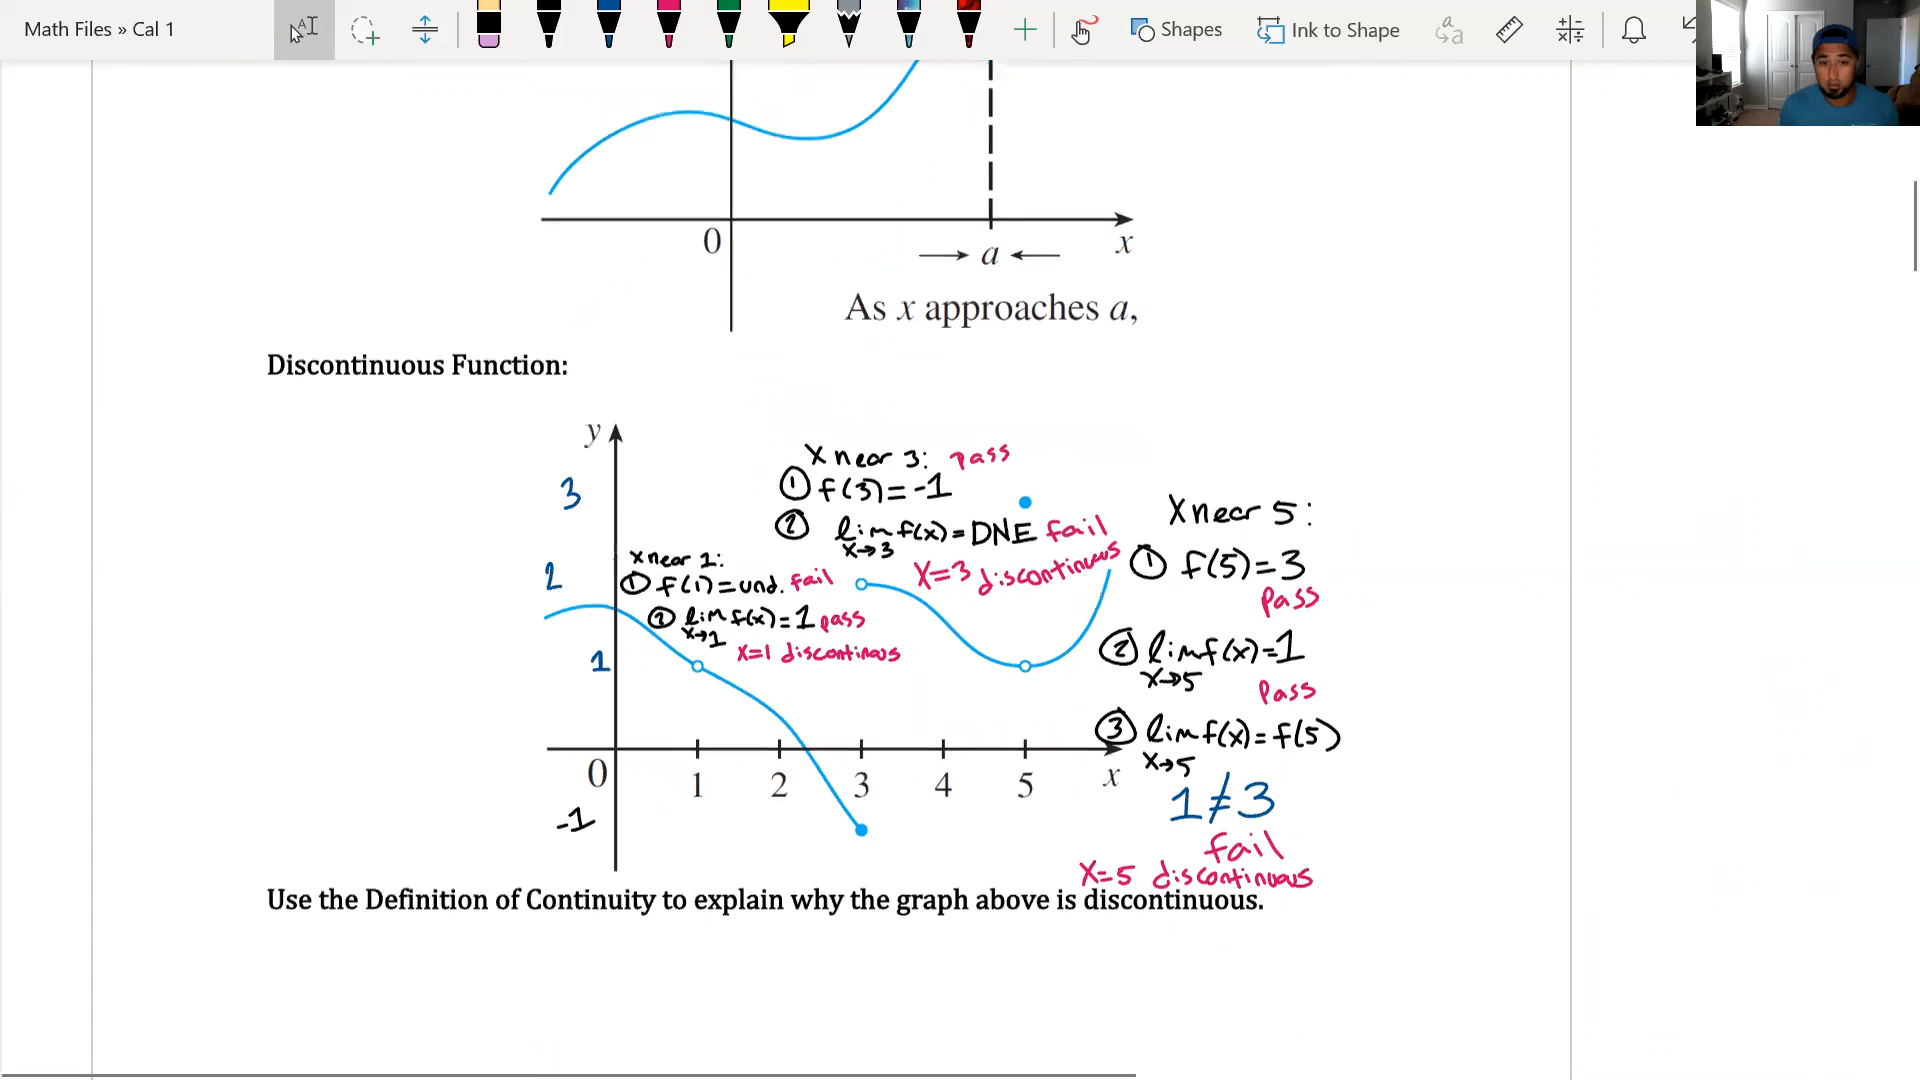 Math Files » Cal 1
Shapes
Ink to Shape
0
a
x
As x approaches a,
Discontinuous Function:
y
3
2
1
-1
0
1
2
3
4
5
x
X near 3: pass
① f(3)=-1
② lim f(x)=DNE fail
x→3
X=3 discontinuous
x near 1:
① f(1)=und. fail
② lim f(x)=1 pass
x→1
x=1 discontinous
X near 5:
① f(5)=3
Pass
② lim f(x)=1
x→5
Pass
③ lim f(x)=f(5)
x→5
1≠3
fail
X=5 discontinuous
Use the Definition of Continuity to explain why the graph above is discontinuous.